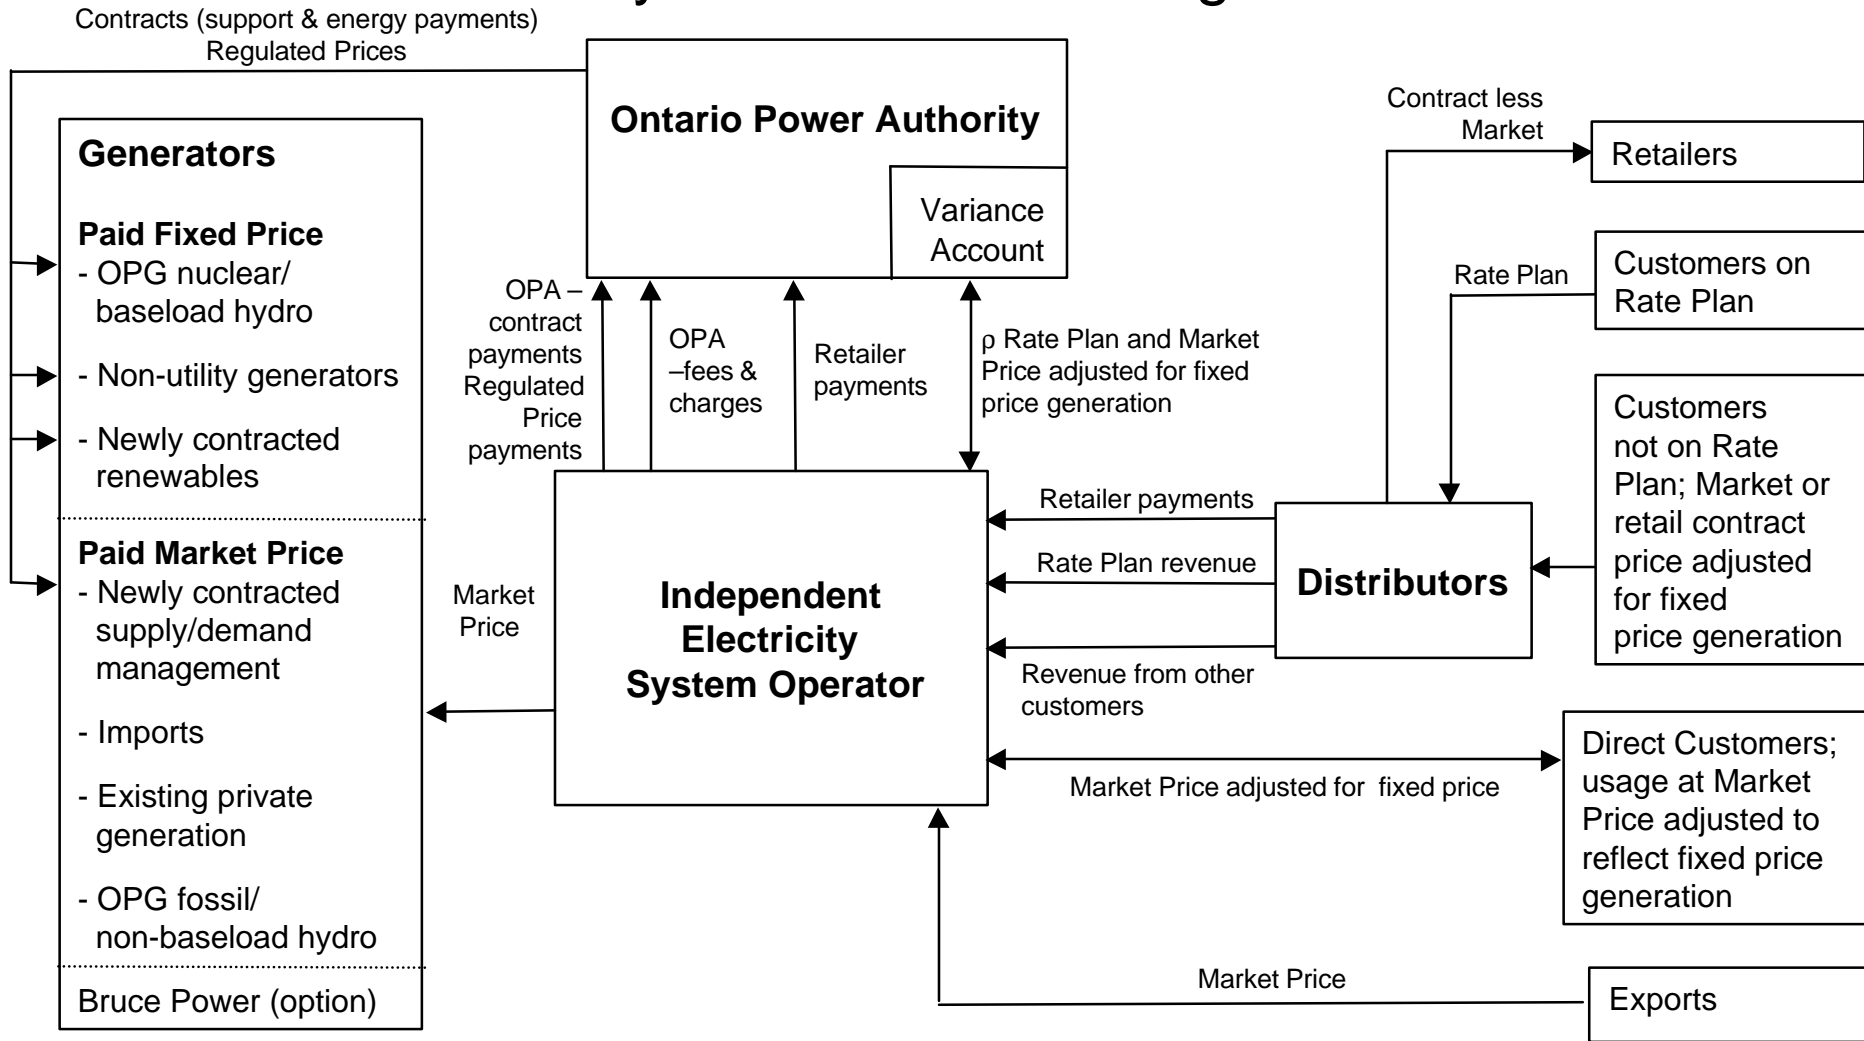 Contracts (support & energy payments)
Regulated Prices
Ontario Power Authority
Variance
Account
Generators
Paid Fixed Price
- OPG nuclear/
baseload hydro
- Non-utility generators
- Newly contracted
renewables
Paid Market Price
- Newly contracted
supply/demand
management
- Imports
- Existing private
generation
- OPG fossil/
non-baseload hydro
Bruce Power (option)
OPA –
contract
payments
Regulated
Price
payments
OPA
–fees &
charges
Retailer
payments
ρ Rate Plan and Market
Price adjusted for fixed
price generation
Market
Price
Independent
Electricity
System Operator
Retailer payments
Rate Plan revenue
Revenue from other
customers
Market Price adjusted for fixed price
Market Price
Distributors
Contract less
Market
Retailers
Rate Plan
Customers on
Rate Plan
Customers
not on Rate
Plan; Market or
retail contract
price adjusted
for fixed
price generation
Direct Customers;
usage at Market
Price adjusted to
reflect fixed price
generation
Exports